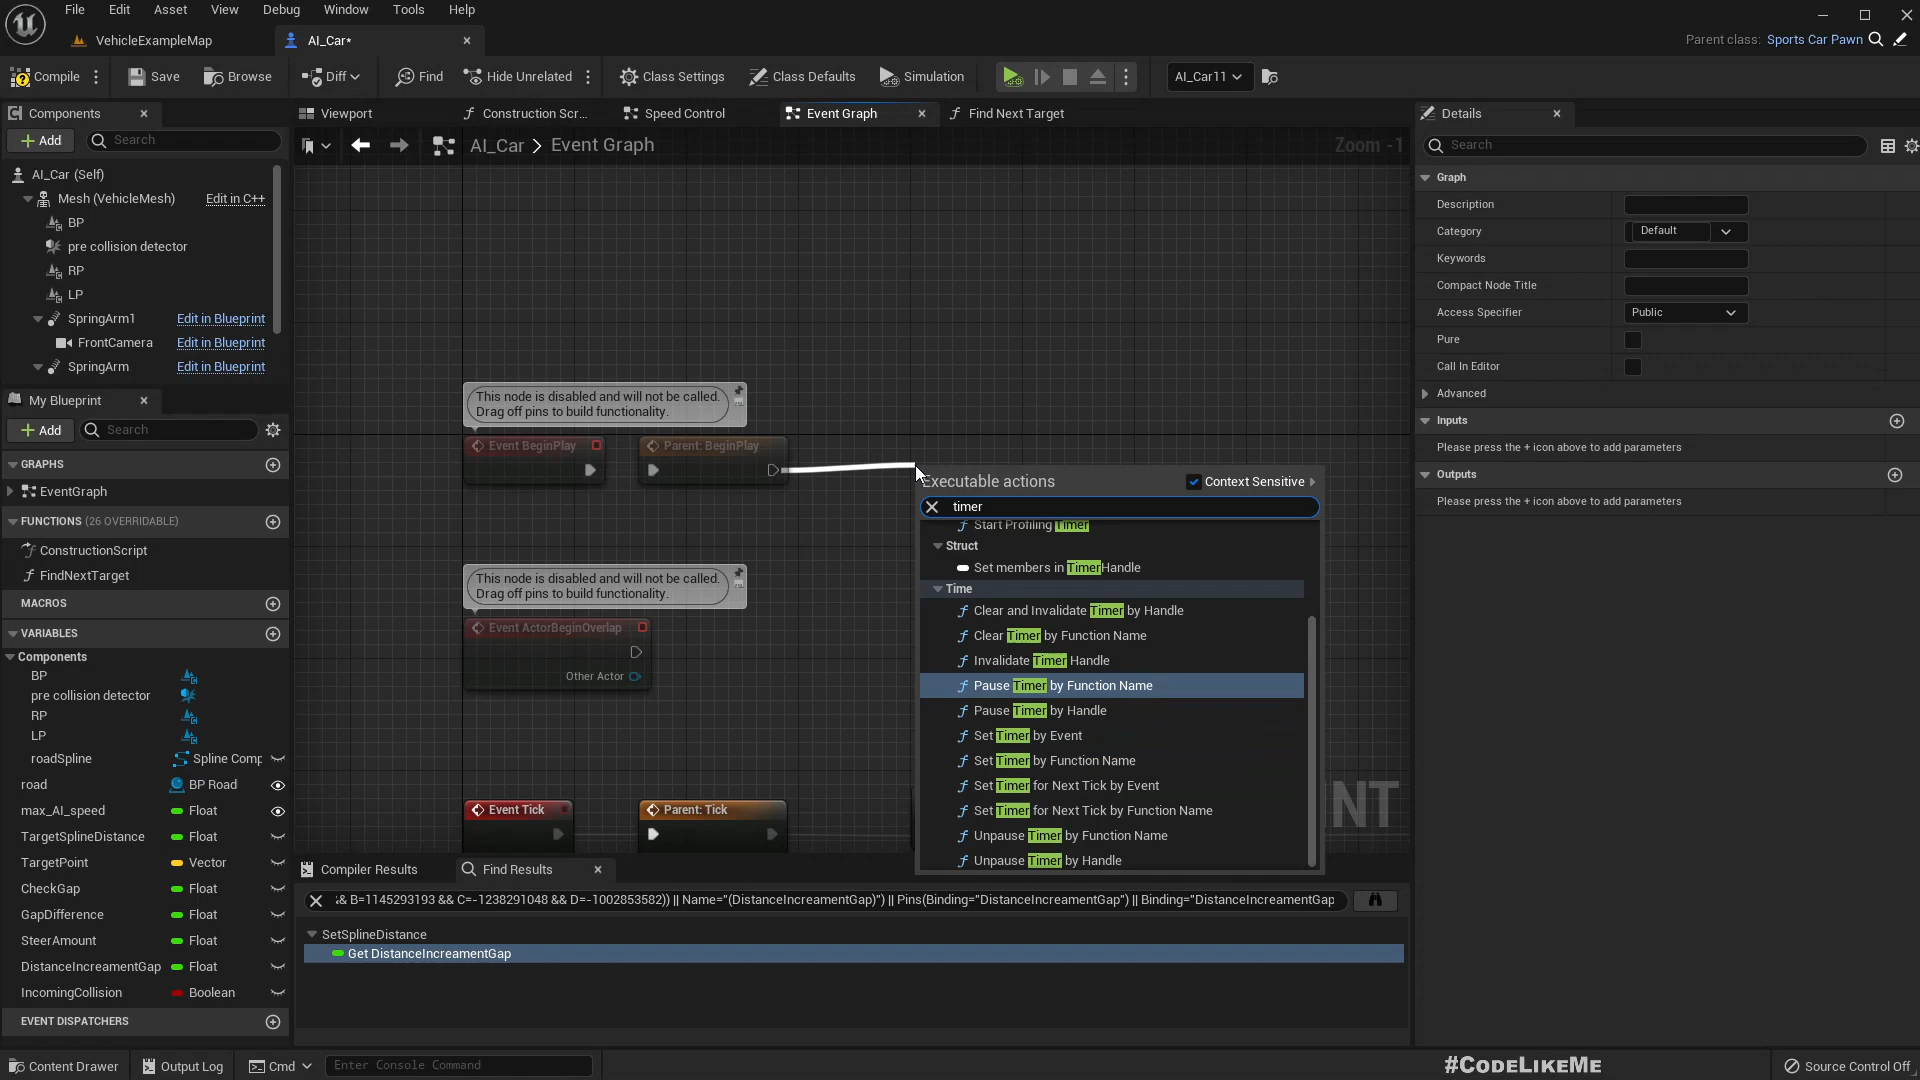 File Edit Asset View Debug Window Tools Help
VehicleExampleMap
AI_Car*
Parent class: Sports Car Pawn
Compile Save Browse Diff Find Hide Unrelated Class Settings Class Defaults Simulation AI_Car11
Components
Viewport Construction Scr... Speed Control Event Graph Find Next Target
Details
Add Search
AI_Car > Event Graph
Zoom -1
Search
AI_Car (Self)
Mesh (VehicleMesh) Edit in C++
BP
pre collision detector
RP
LP
SpringArm1 Edit in Blueprint
FrontCamera Edit in Blueprint
SpringArm Edit in Blueprint
My Blueprint
Add Search
GRAPHS
EventGraph
FUNCTIONS (26 OVERRIDABLE)
ConstructionScript
FindNextTarget
MACROS
VARIABLES
Components
BP
pre collision detector
RP
LP
roadSpline Spline Comp
road BP Road
max_AI_speed Float
TargetSplineDistance Float
TargetPoint Vector
CheckGap Float
GapDifference Float
SteerAmount Float
DistanceIncreamentGap Float
IncomingCollision Boolean
EVENT DISPATCHERS
This node is disabled and will not be called.
Drag off pins to build functionality.
Event BeginPlay
Parent: BeginPlay
This node is disabled and will not be called.
Drag off pins to build functionality.
Event ActorBeginOverlap
Other Actor
Event Tick
Parent: Tick
Executable actions
Context Sensitive
timer
Start Profiling Timer
Struct
Set members in TimerHandle
Time
Clear and Invalidate Timer by Handle
Clear Timer by Function Name
Invalidate Timer Handle
Pause Timer by Function Name
Pause Timer by Handle
Set Timer by Event
Set Timer by Function Name
Set Timer for Next Tick by Event
Set Timer for Next Tick by Function Name
Unpause Timer by Function Name
Unpause Timer by Handle
NT
Compiler Results
Find Results
& B=1145293193 && C=-1238291048 && D=-1002853582)) || Name="(DistanceIncreamentGap)") || Pins(Binding="DistanceIncreamentGap") || Binding="DistanceIncreamentGap
SetSplineDistance
Get DistanceIncreamentGap
Graph
Description
Category Default
Keywords
Compact Node Title
Access Specifier Public
Pure
Call In Editor
Advanced
Inputs
Please press the + icon above to add parameters
Outputs
Please press the + icon above to add parameters
Content Drawer Output Log Cmd Enter Console Command
#CodeLikeMe
Source Control Off